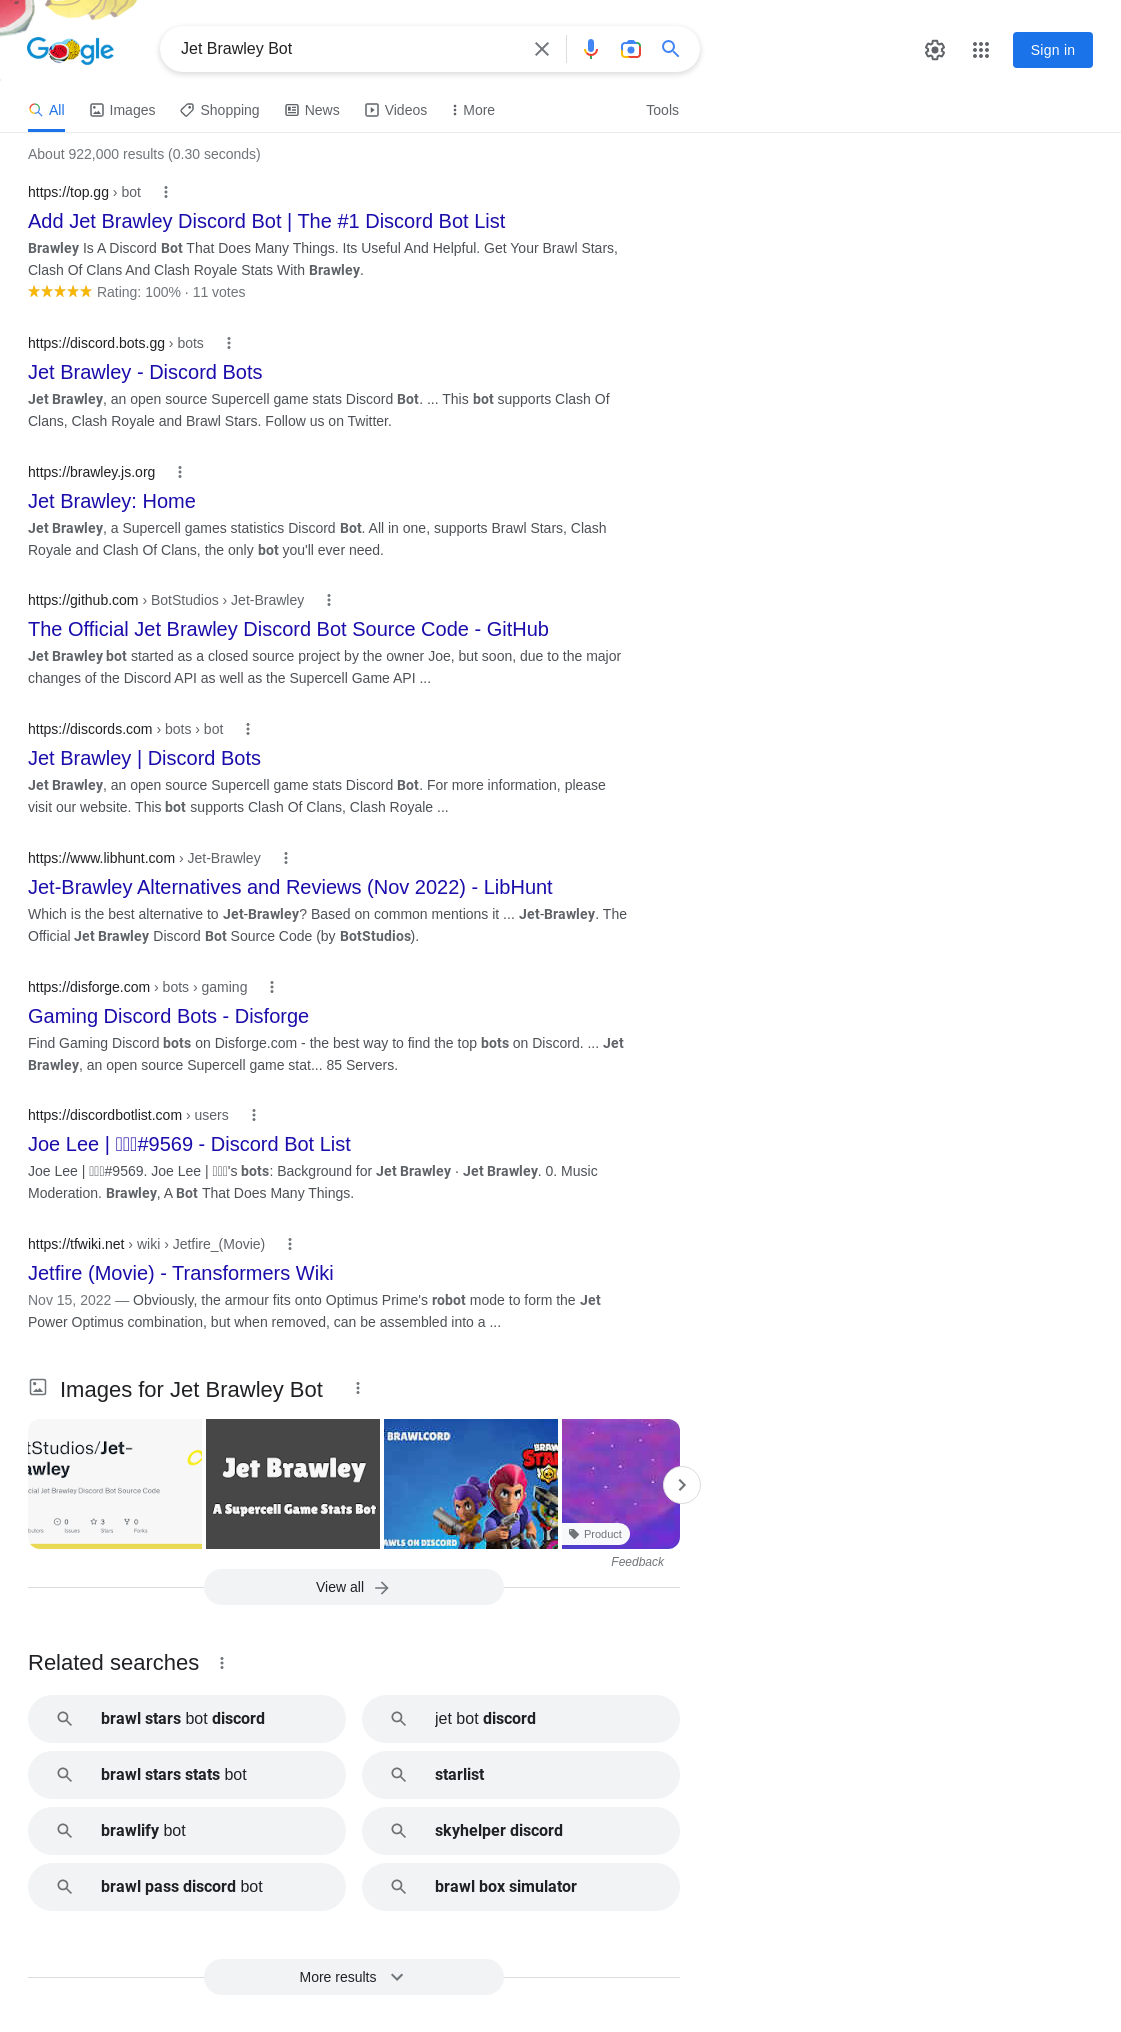 Google
Jet Brawley Bot
Sign in
All
Images
Shopping
News
Videos
More
Tools
About 922,000 results (0.30 seconds)
https://top.gg › bot
Add Jet Brawley Discord Bot | The #1 Discord Bot List
Brawley Is A Discord Bot That Does Many Things. Its Useful And Helpful. Get Your Brawl Stars,
Clash Of Clans And Clash Royale Stats With Brawley.
Rating: 100% · 11 votes
https://discord.bots.gg › bots
Jet Brawley - Discord Bots
Jet Brawley, an open source Supercell game stats Discord Bot. ... This bot supports Clash Of
Clans, Clash Royale and Brawl Stars. Follow us on Twitter.
https://brawley.js.org
Jet Brawley: Home
Jet Brawley, a Supercell games statistics Discord Bot. All in one, supports Brawl Stars, Clash
Royale and Clash Of Clans, the only bot you'll ever need.
https://github.com › BotStudios › Jet-Brawley
The Official Jet Brawley Discord Bot Source Code - GitHub
Jet Brawley bot started as a closed source project by the owner Joe, but soon, due to the major
changes of the Discord API as well as the Supercell Game API ...
https://discords.com › bots › bot
Jet Brawley | Discord Bots
Jet Brawley, an open source Supercell game stats Discord Bot. For more information, please
visit our website. This bot supports Clash Of Clans, Clash Royale ...
https://www.libhunt.com › Jet-Brawley
Jet-Brawley Alternatives and Reviews (Nov 2022) - LibHunt
Which is the best alternative to Jet-Brawley? Based on common mentions it ... Jet-Brawley. The
Official Jet Brawley Discord Bot Source Code (by BotStudios).
https://disforge.com › bots › gaming
Gaming Discord Bots - Disforge
Find Gaming Discord bots on Disforge.com - the best way to find the top bots on Discord. ... Jet
Brawley, an open source Supercell game stat... 85 Servers.
https://discordbotlist.com › users
Joe Lee | #9569 - Discord Bot List
Joe Lee | #9569. Joe Lee | 's bots: Background for Jet Brawley · Jet Brawley. 0. Music
Moderation. Brawley, A Bot That Does Many Things.
https://tfwiki.net › wiki › Jetfire_(Movie)
Jetfire (Movie) - Transformers Wiki
Nov 15, 2022 — Obviously, the armour fits onto Optimus Prime's robot mode to form the Jet
Power Optimus combination, but when removed, can be assembled into a ...
Images for Jet Brawley Bot
tStudios/Jet-
awley
cial Jet Brawley Discord Bot Source Code
0
3
0
butors
Issues
Stars
Forks
Jet Brawley
A Supercell Game Stats Bot
BRAWLCORD
BRAW
STA
AWLS ON DISCORD
Product
Feedback
View all
Related searches
brawl stars bot discord
jet bot discord
brawl stars stats bot
starlist
brawlify bot
skyhelper discord
brawl pass discord bot
brawl box simulator
More results